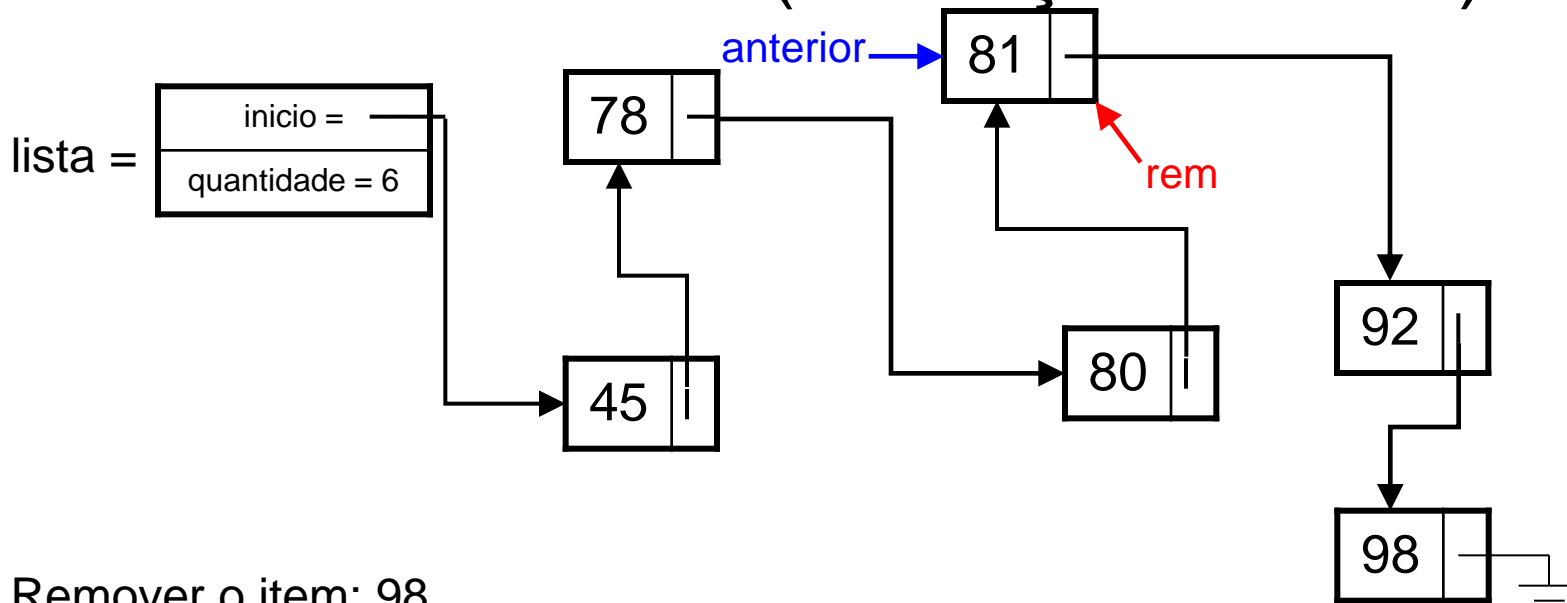 anterior
81
inicio =
78
lista =
quantidade = 6
rem
92
80
45
98
Remover o item: 98